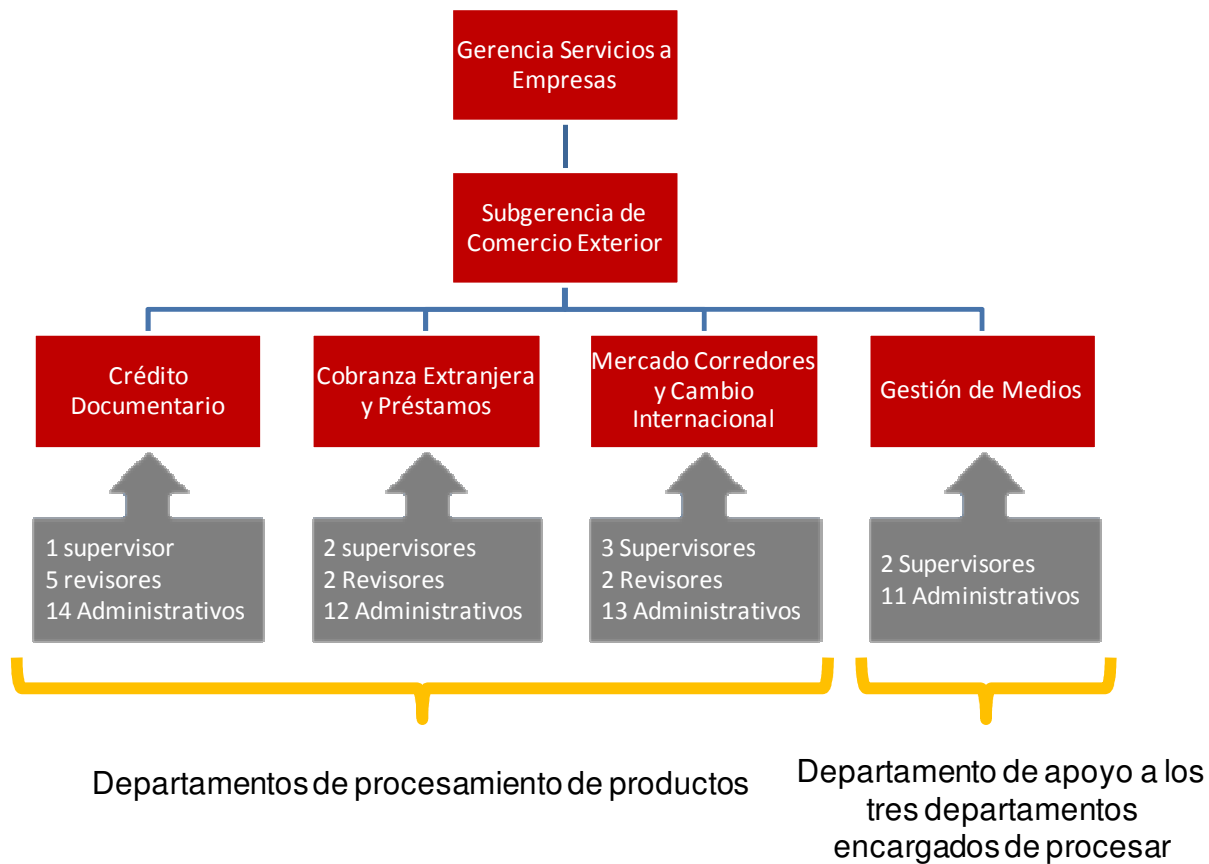 Gerencia Servicios a
Empresas
Subgerencia de
Comercio Exterior
Crédito
Documentario
Cobranza Extranjera
y Préstamos
Mercado Corredores
y Cambio
Internacional
Gestión de Medios
1 supervisor
5 revisores
14 Administrativos
2 supervisores
2 Revisores
12 Administrativos
3 Supervisores
2 Revisores
13 Administrativos
2 Supervisores
11 Administrativos
Departamentos de procesamiento de productos
Departamento de apoyo a los
tres departamentos
encargados de procesar